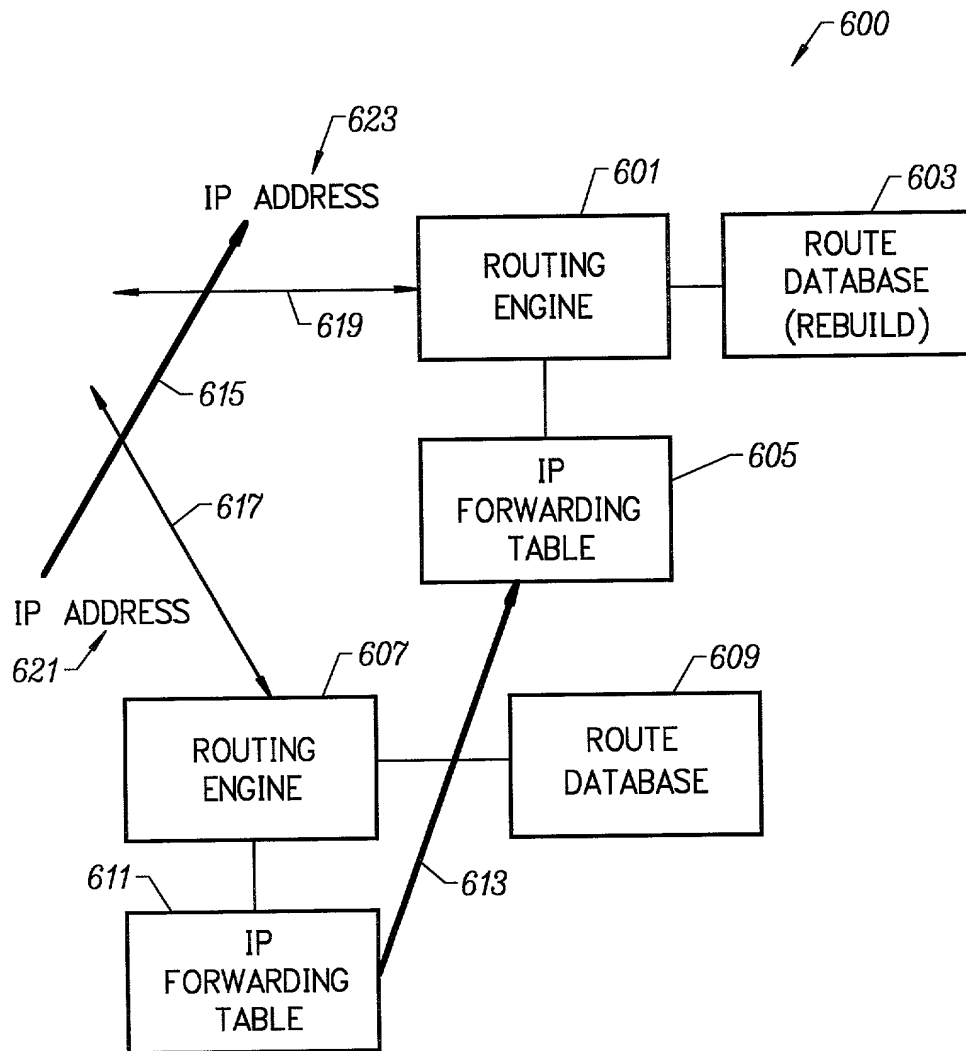 600
623
IP ADDRESS
601
603
ROUTING
ENGINE
ROUTE
DATABASE
(REBUILD)
619
615
605
IP
FORWARDING
TABLE
617
IP ADDRESS
621
607
609
ROUTING
ENGINE
ROUTE
DATABASE
611
613
IP
FORWARDING
TABLE